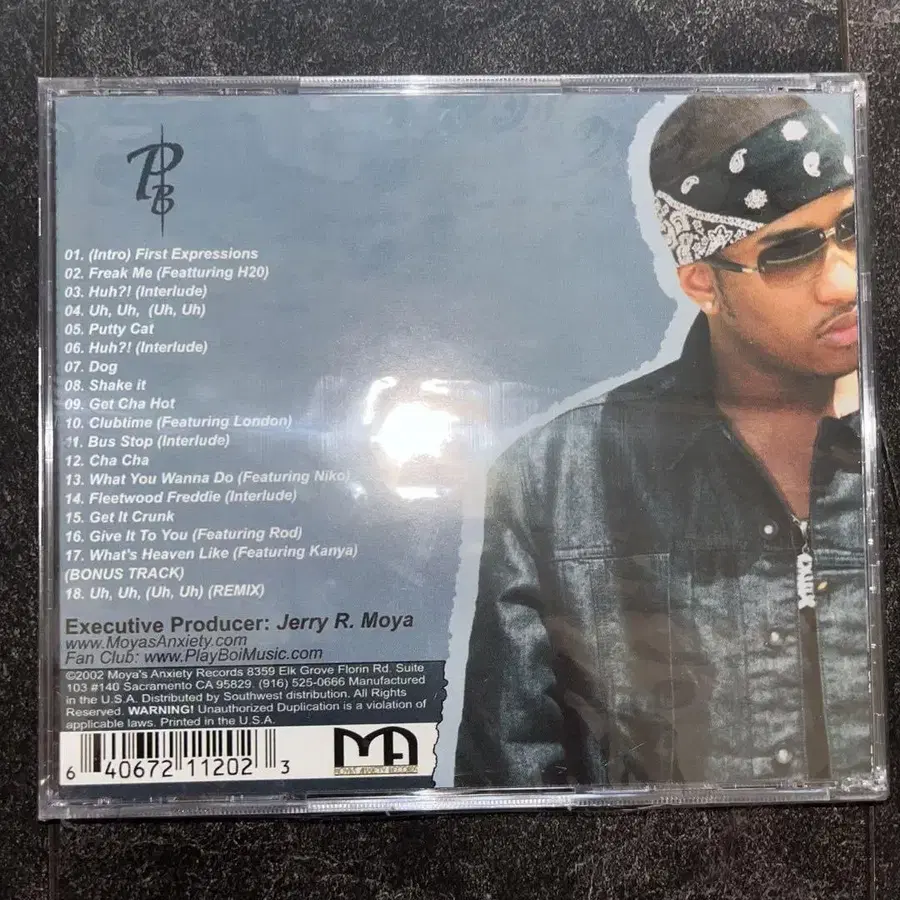 PB
01. (Intro) First Expressions
02. Freak Me (Featturing H20)
03. Huh?! (Interlude)
04. Uh, Uh, (Uh, Uh)
05. Putty Cat
06. Huh?! (Interlude)
07. Dog
08. Shake it
09. Get Cha Hot
10. Clubtime (Featuring London)
11. Bus Stop (Interlude)
12. Cha Cha
13. What You Wanna Do (Featuring Niko)
14. Fleetwood Freddie (Interlude)
15. Get It Crunk
16. Give It To You (Featuring Rod)
17. What's Heaven Like (Featuring Kanya)
(BONUS TRACK)
18. Uh, Uh, (Uh, Uh) (REMIX)
Executive Producer: Jerry R. Moya
www.MoyasAnxiety.com
Fan Club: www.PlayBoiMusic.com
©2002 Moya's Anxiety Records 8359 Elk Grove Florin Rd. Suite
103 #140 Sacramento CA 95829. (916) 525-0666 Manufactured
in the U.S.A. Distributed by Southwest distribution. All Rights
Reserved. WARNING! Unauthorized Duplication is a violation of
applicable laws. Printed in the U.S.A.
6 40672 11202 3
MA
MOYAS ANXIETY RECORDS